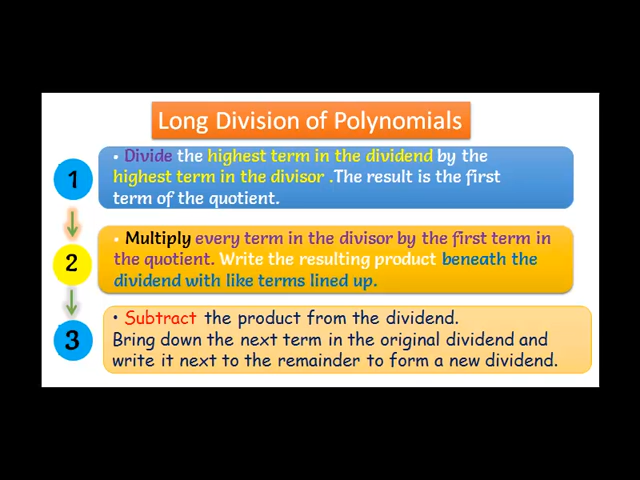 Long Division of Polynomials
1
• Divide the highest term in the dividend by the
highest term in the divisor .The result is the first
term of the quotient.
2
• Multiply every term in the divisor by the first term in
the quotient. Write the resulting product beneath the
dividend with like terms lined up.
3
• Subtract the product from the dividend.
Bring down the next term in the original dividend and
write it next to the remainder to form a new dividend.